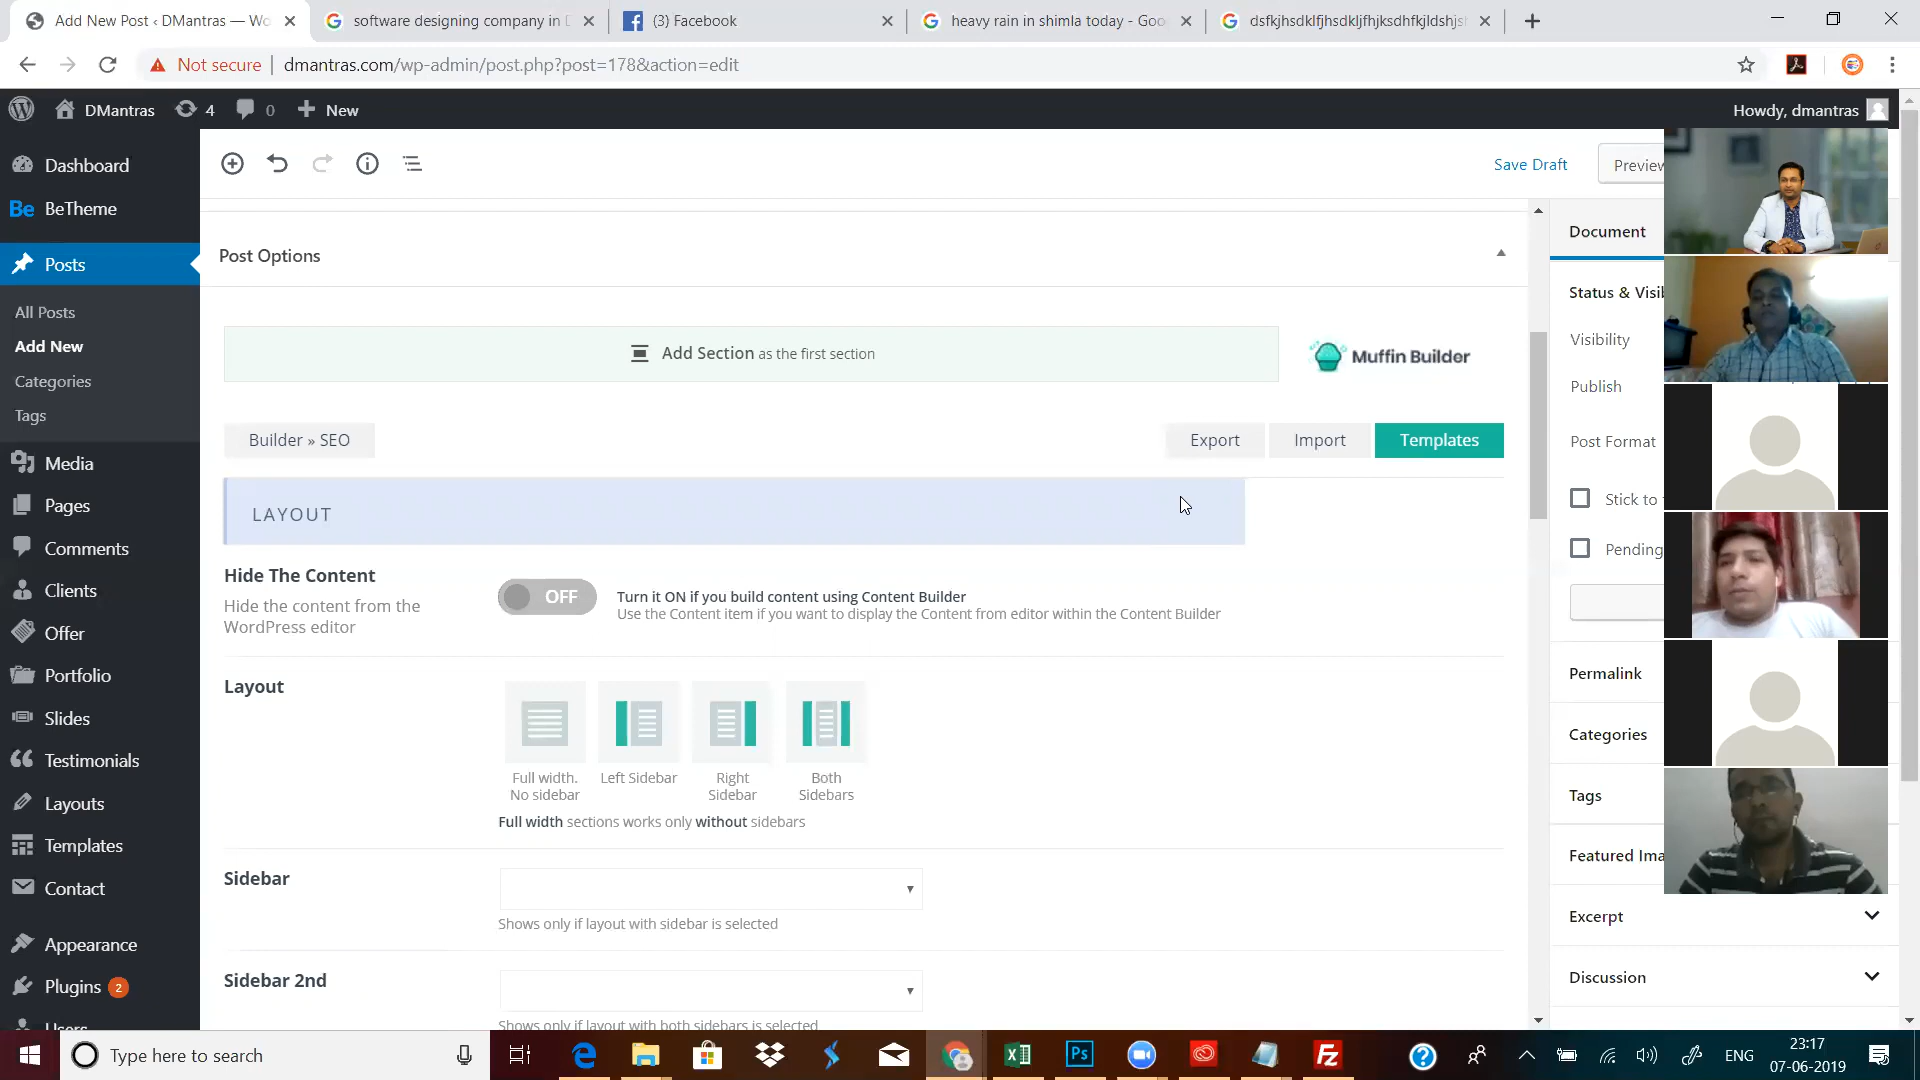 Add New Post ‹ DMantras — Wo
software designing company in D
(3) Facebook
heavy rain in shimla today - Goo
dsfkjhsdklfjhsdkljfhjksdhfkjldshjsh
Not secure
dmantras.com/wp-admin/post.php?post=178&action=edit
DMantras
4
0
New
Howdy, dmantras
Dashboard
BeTheme
Posts
All Posts
Add New
Categories
Tags
Media
Pages
Comments
Clients
Offer
Portfolio
Slides
Testimonials
Layouts
Templates
Contact
Appearance
Plugins 2
Users
Save Draft
Preview
Post Options
Add Section as the first section
Muffin Builder
Builder » SEO
Export
Import
Templates
LAYOUT
Hide The Content
Hide the content from the
WordPress editor
OFF
Turn it ON if you build content using Content Builder
Use the Content item if you want to display the Content from editor within the Content Builder
Layout
Full width.
No sidebar
Left Sidebar
Right
Sidebar
Both
Sidebars
Full width sections works only without sidebars
Sidebar
Shows only if layout with sidebar is selected
Sidebar 2nd
Shows only if layout with both sidebars is selected
Document
Status & Visib
Visibility
Publish
Post Format
Stick to
Pending
Permalink
Categories
Tags
Featured Ima
Excerpt
Discussion
Type here to search
ENG
23:17
07-06-2019